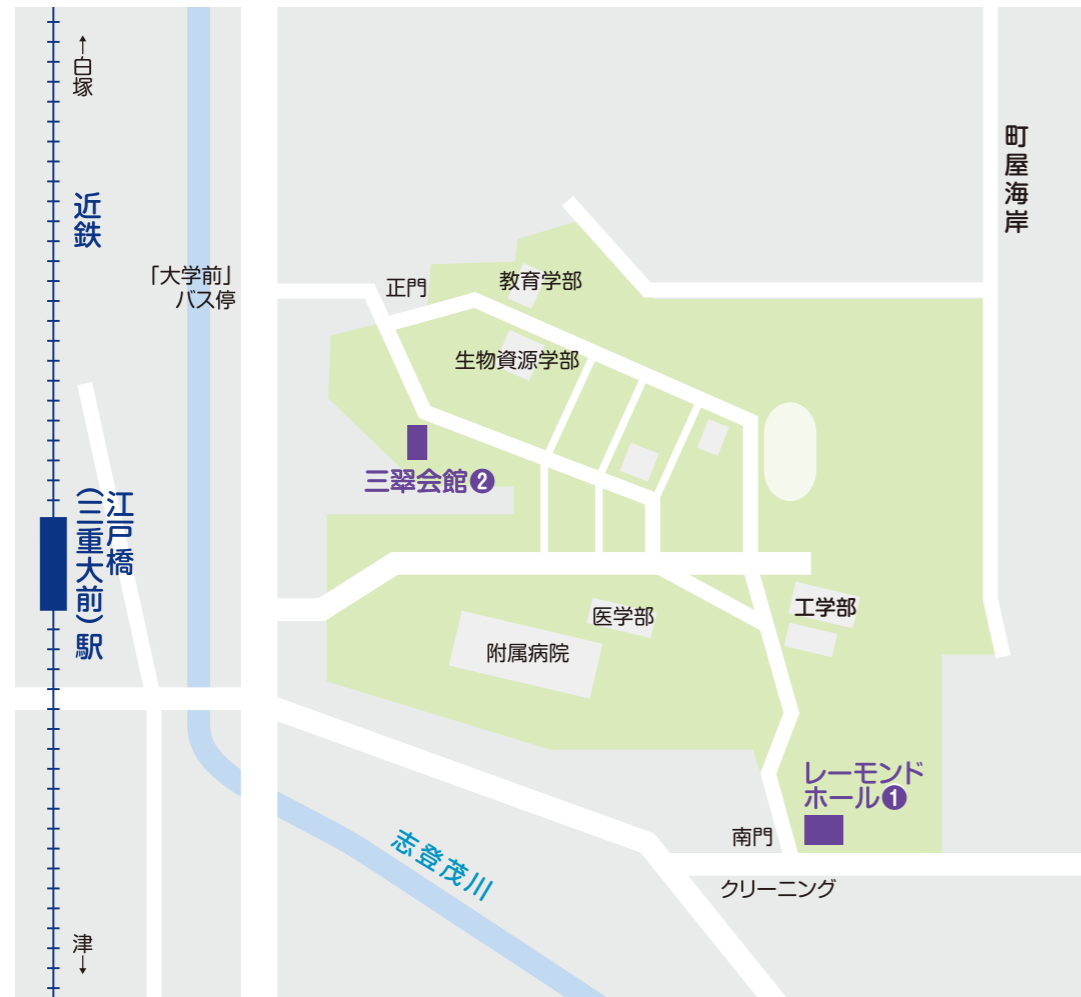 ↑白塚
町屋海岸
近鉄
「大学前」
バス停
正門
教育学部
生物資源学部
三翠会館❷
江戸橋
（三重大前）駅
医学部
工学部
附属病院
レーモンド
ホール❶
南門
志登茂川
クリーニング
津↓